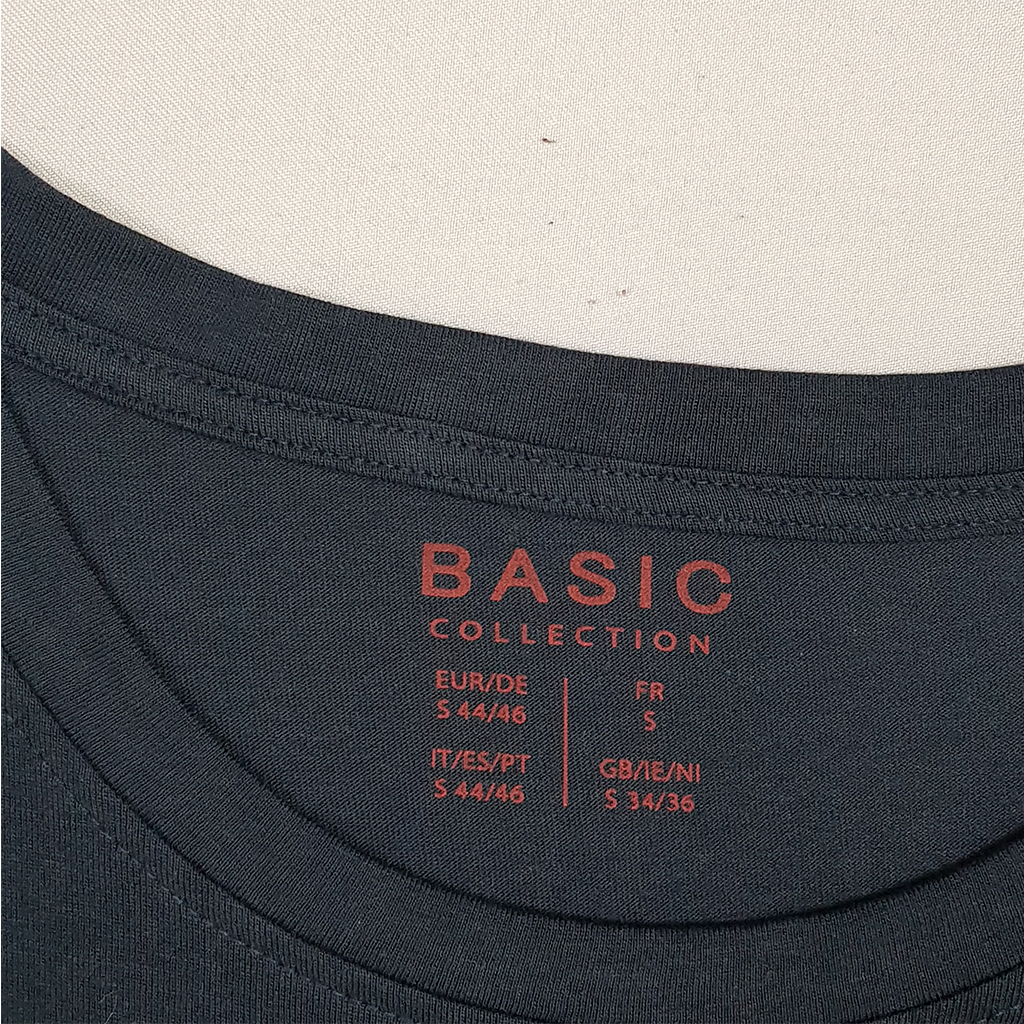 BASIC
COLLECTION
EUR/DE
S 44/46
FR
S
IT/ES/PT
S 44/46
GB/IE/NI
S 34/36